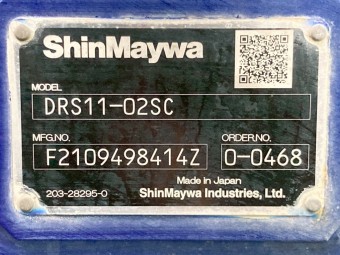 ShinMaywa
MODEL
DRS11-02SC
MFG.NO. ORDER.NO.
F2109498414Z 0-0468
Made in Japan
203-28295-0 ShinMaywa Industries, Ltd.